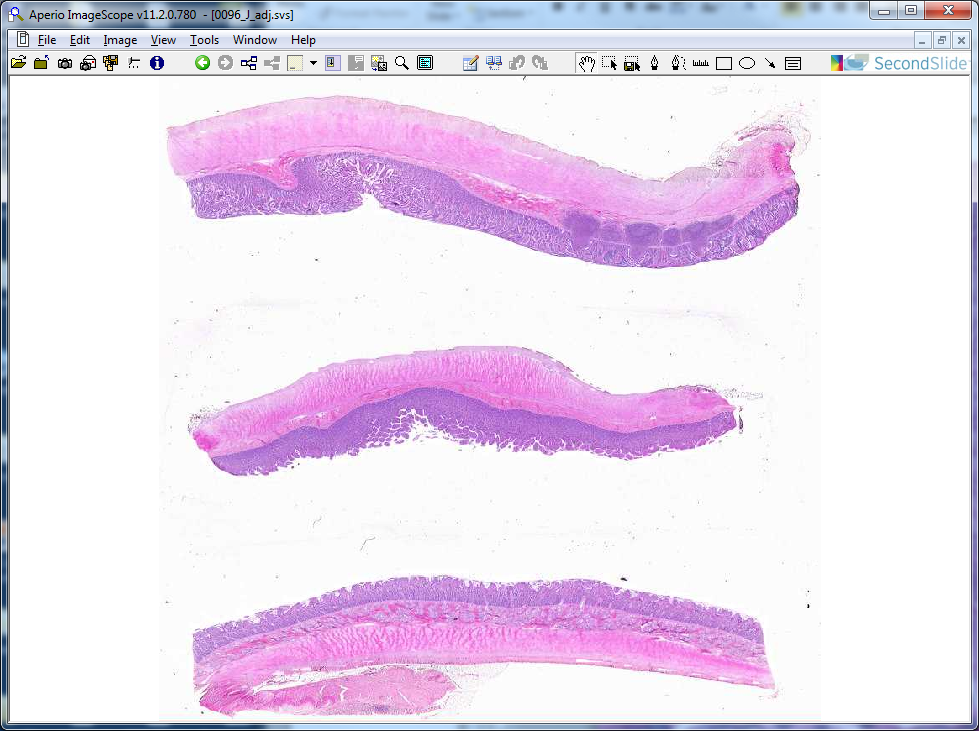 Aperio ImageScope v11.2.0.780 - [0096_J_adj.svs]
File Edit Image View Tools Window Help
SecondSlide